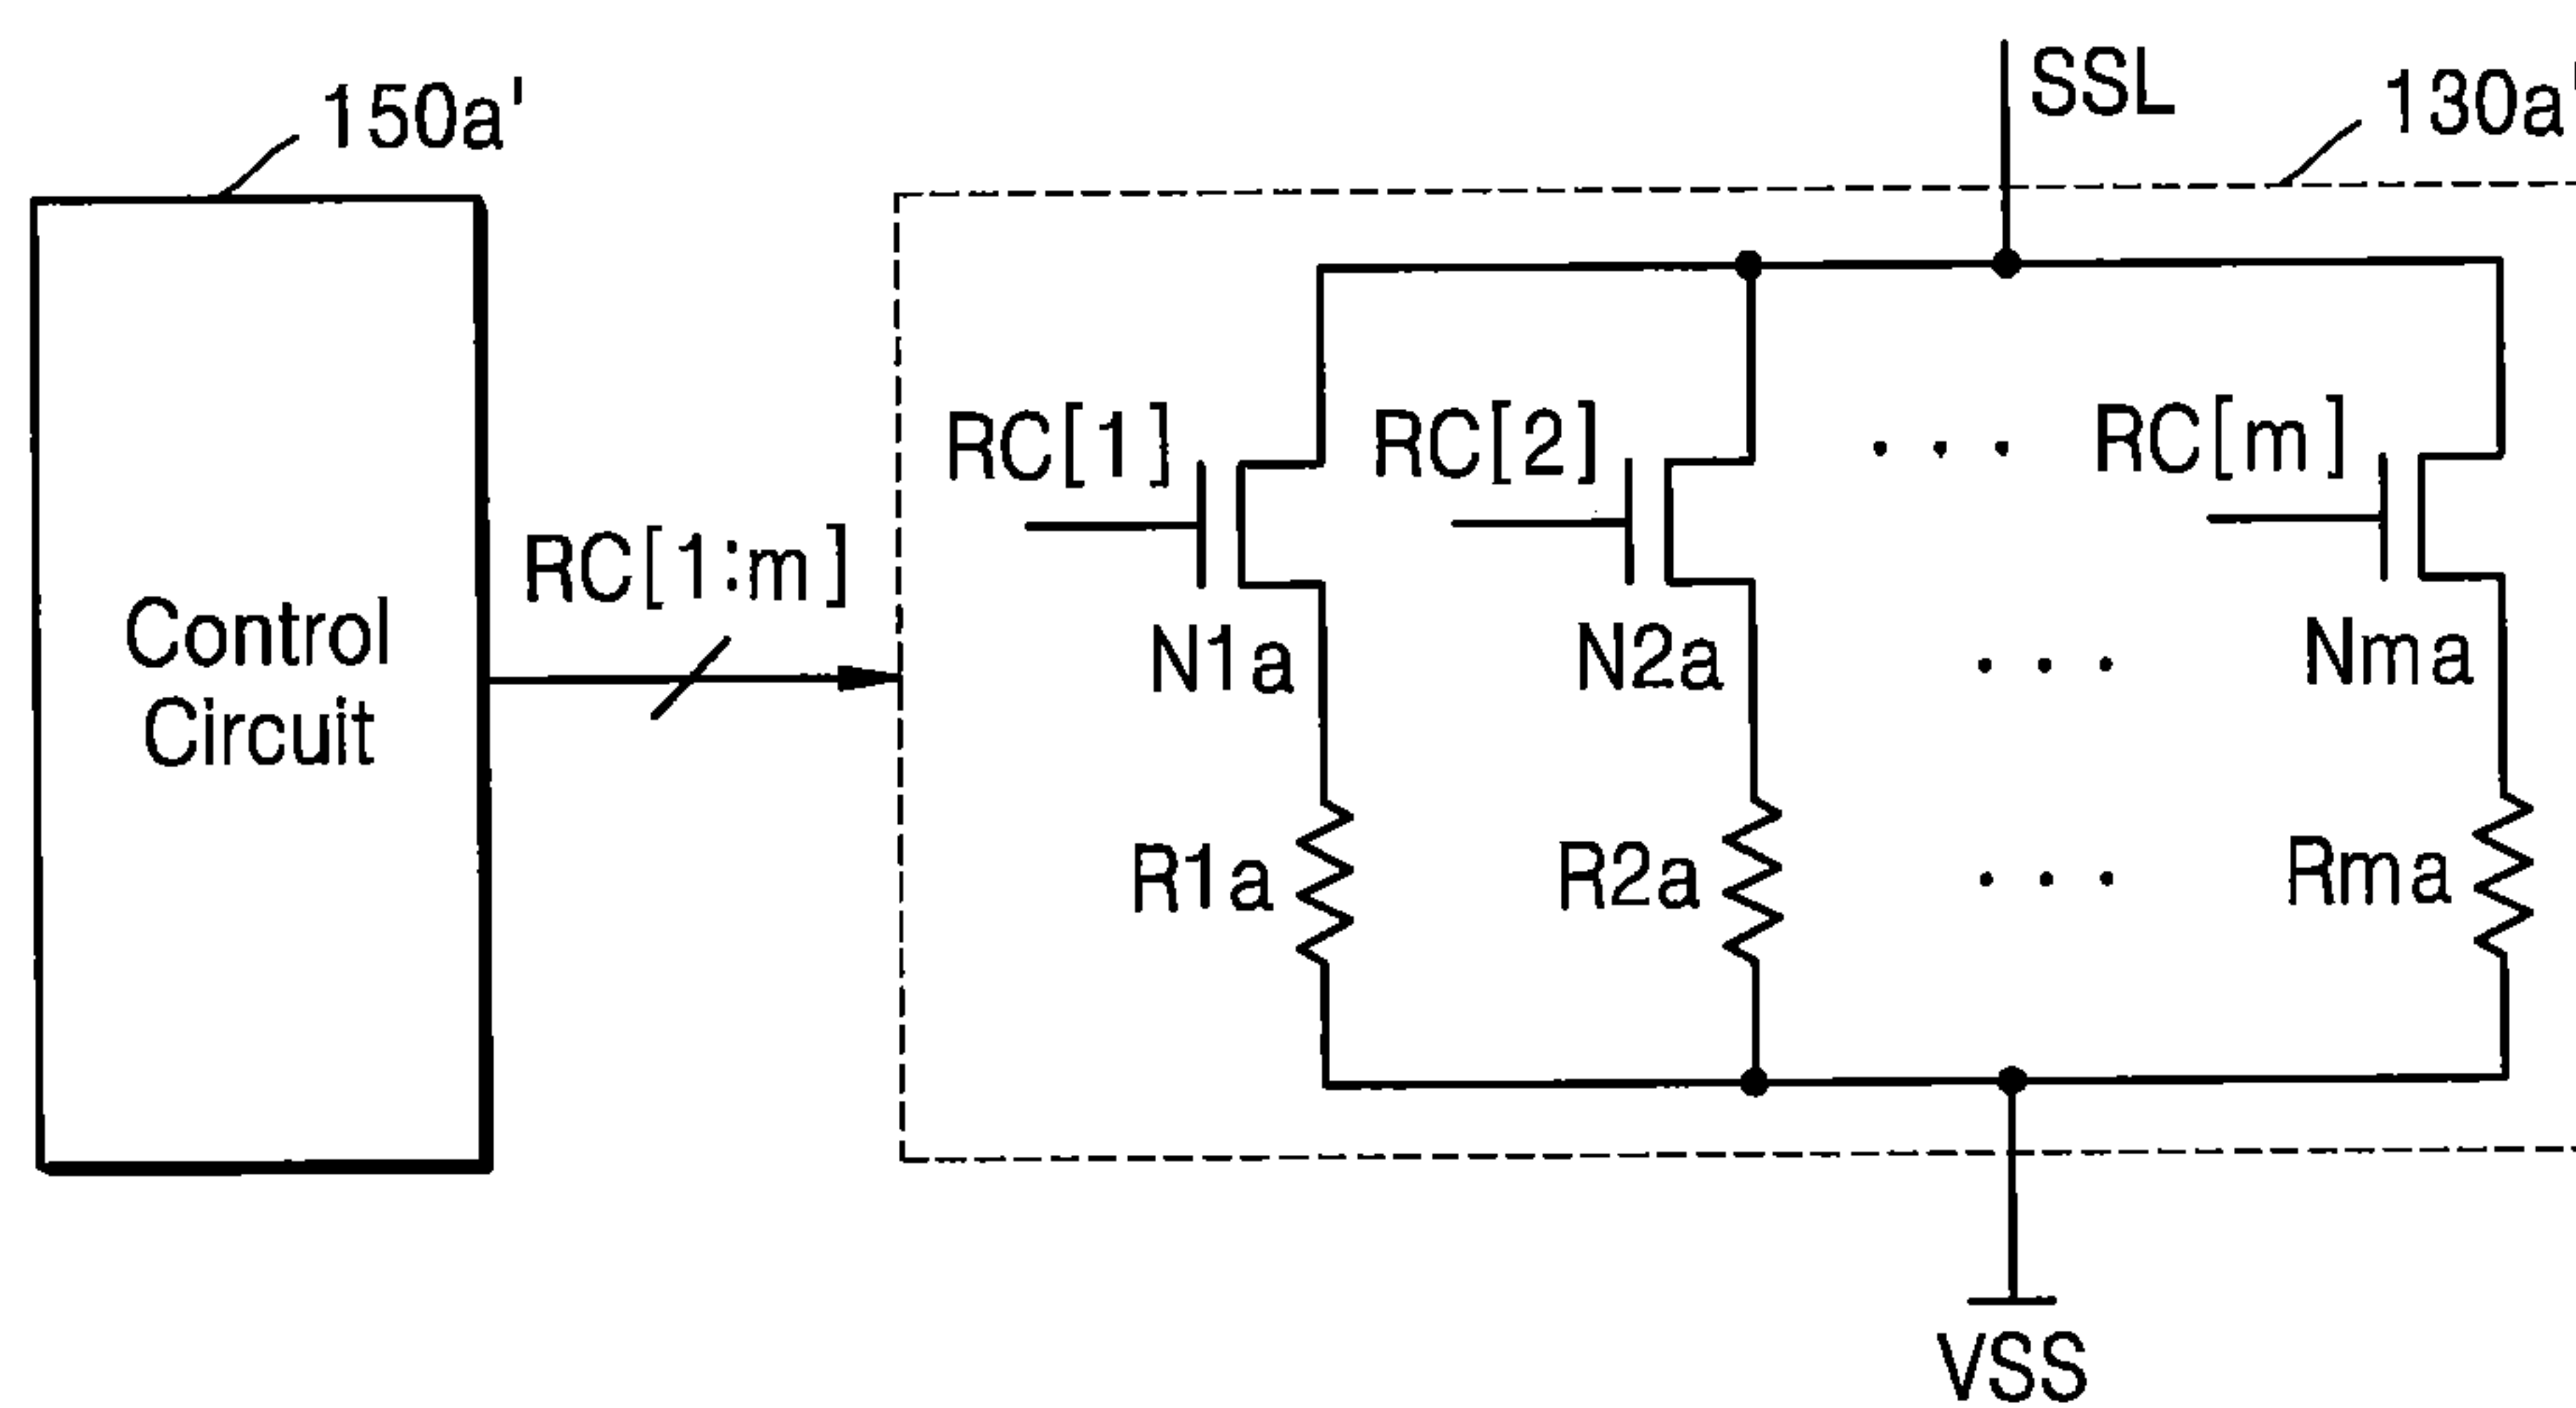 150a'
SSL
130a'
RC[1]
RC[2]
. . .
RC[m]
RC[1:m]
Control
Circuit
N1a
N2a
. . .
Nma
R1a
R2a
. . .
Rma
VSS